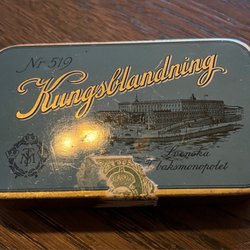 Nr 519
Kungsblandning
Svenska
Tobaksmonopolet